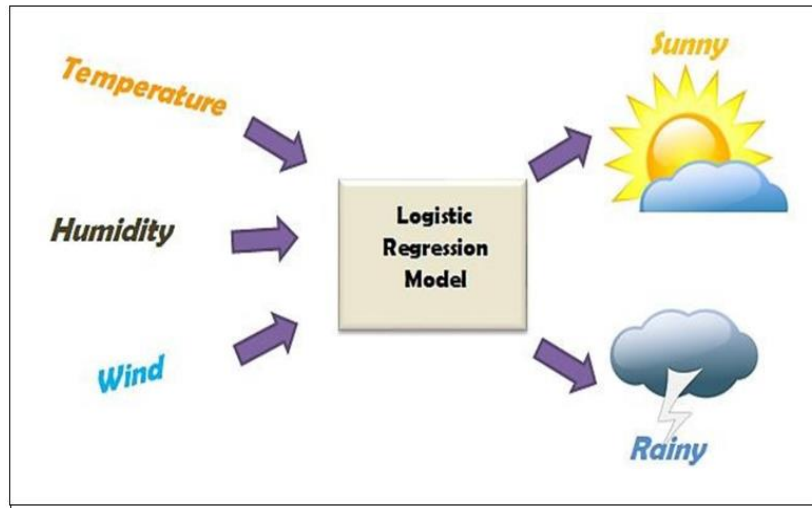 Temperature
Humidity
Wind
Logistic
Regression
Model
Sunny
Rainy